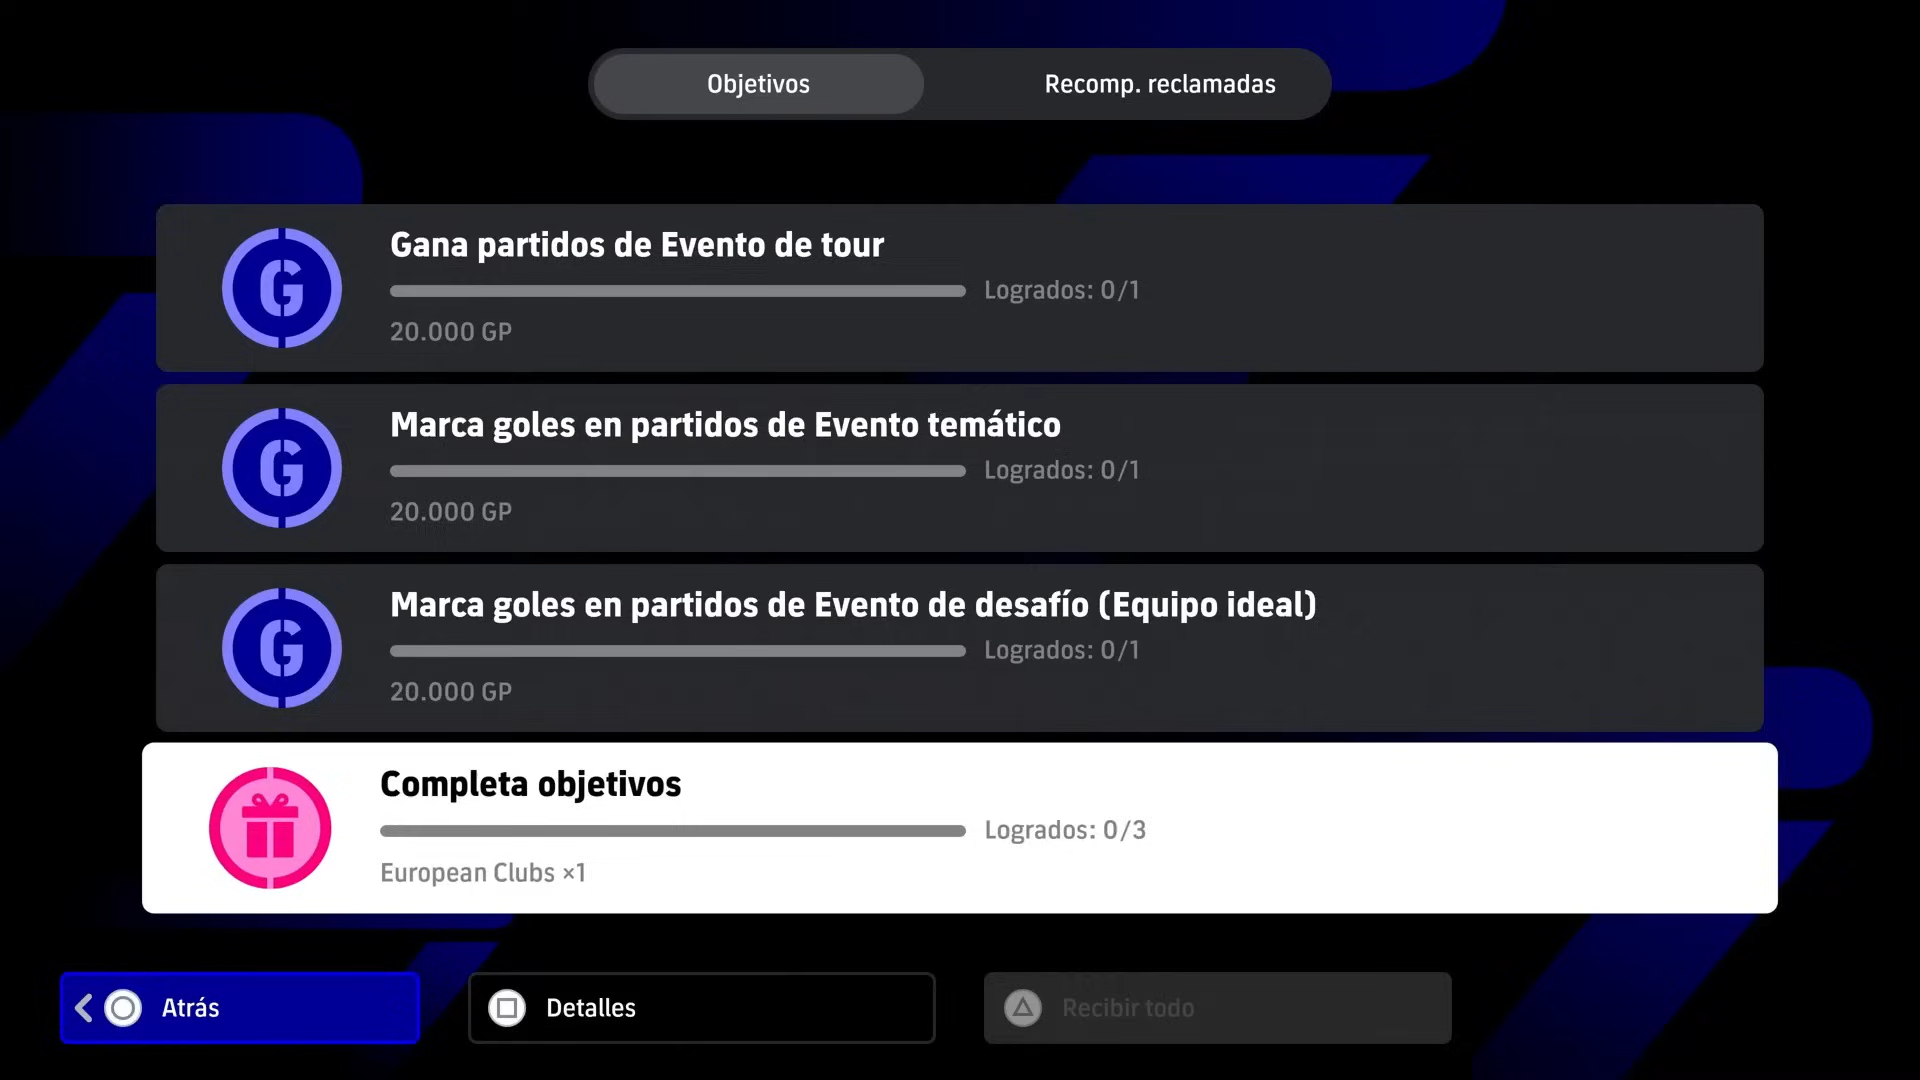 Objetivos
Recomp. reclamadas
Gana partidos de Evento de tour
Logrados: 0/1
20.000 GP
Marca goles en partidos de Evento temático
Logrados: 0/1
20.000 GP
Marca goles en partidos de Evento de desafío (Equipo ideal)
Logrados: 0/1
20.000 GP
Completa objetivos
Logrados: 0/3
European Clubs ×1
Atrás
Detalles
Recibir todo